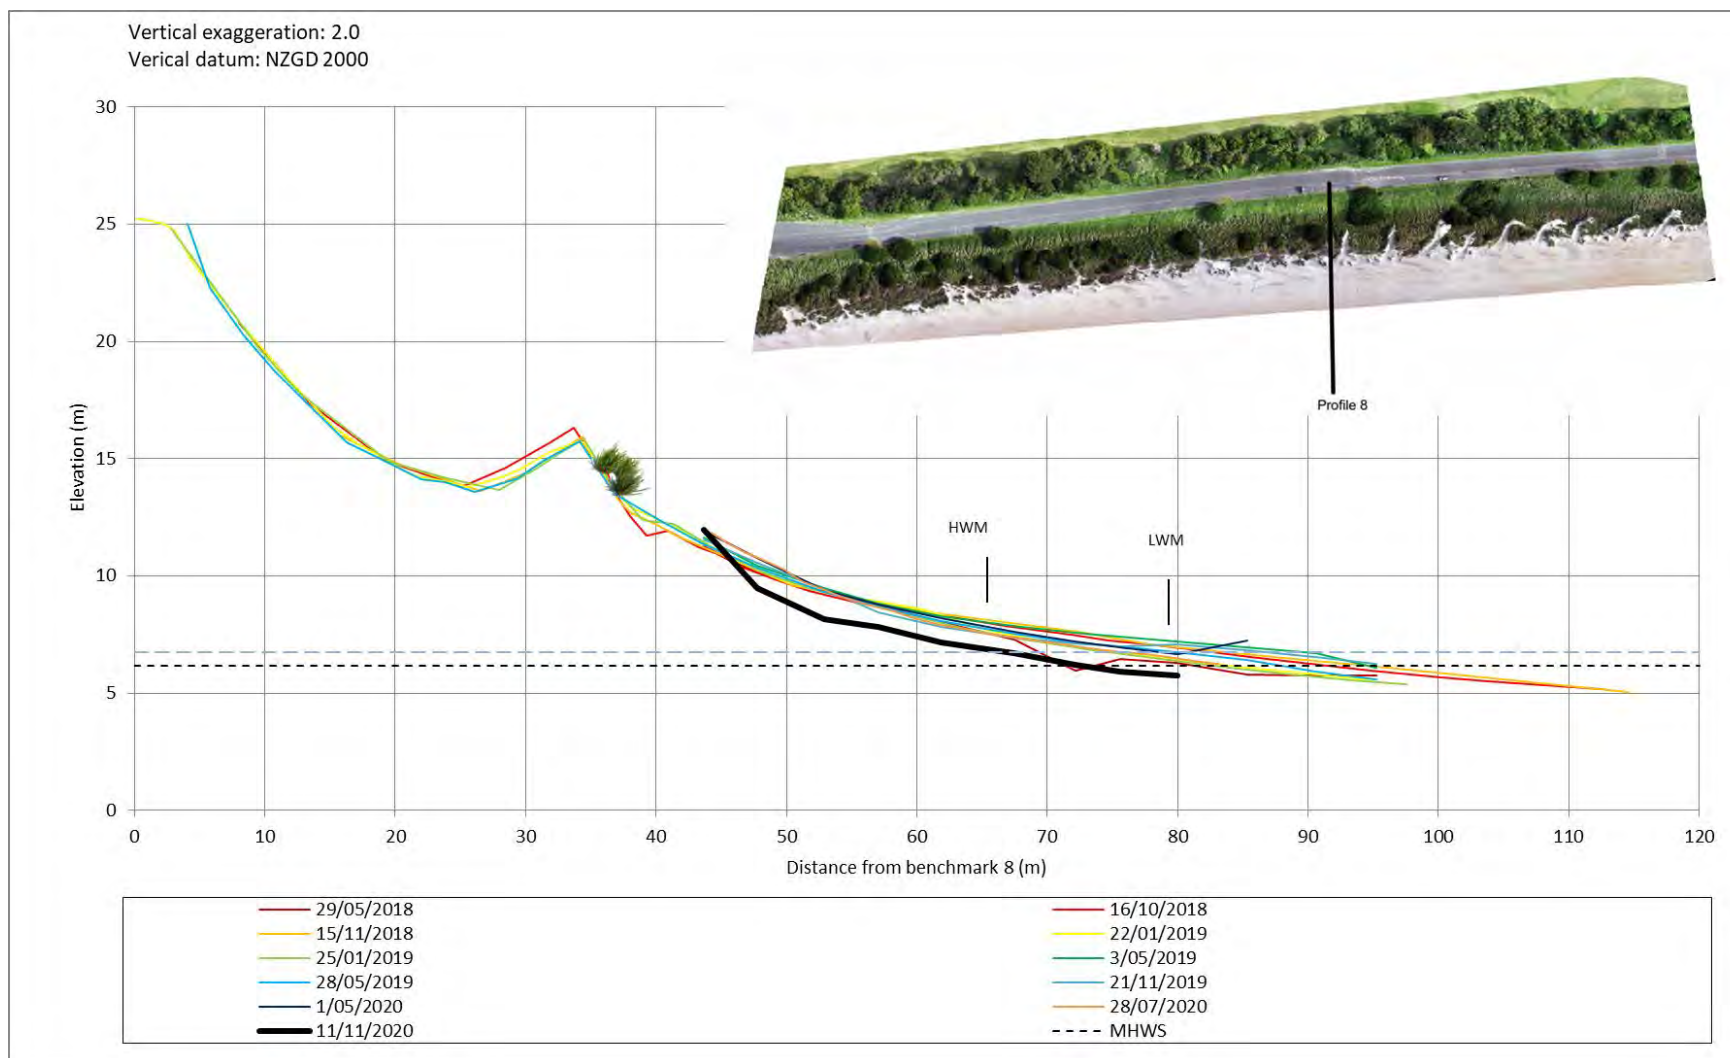 Vertical exaggeration: 2.0
Verical datum: NZGD 2000
30
25
20
15
10
5
0
Elevation (m)
HWM
LWM
Profile 8
0 10 20 30 40 50 60 70 80 90 100 110 120
Distance from benchmark 8 (m)
29/05/2018 16/10/2018
15/11/2018 22/01/2019
25/01/2019 3/05/2019
28/05/2019 21/11/2019
1/05/2020 28/07/2020
11/11/2020 MHWS